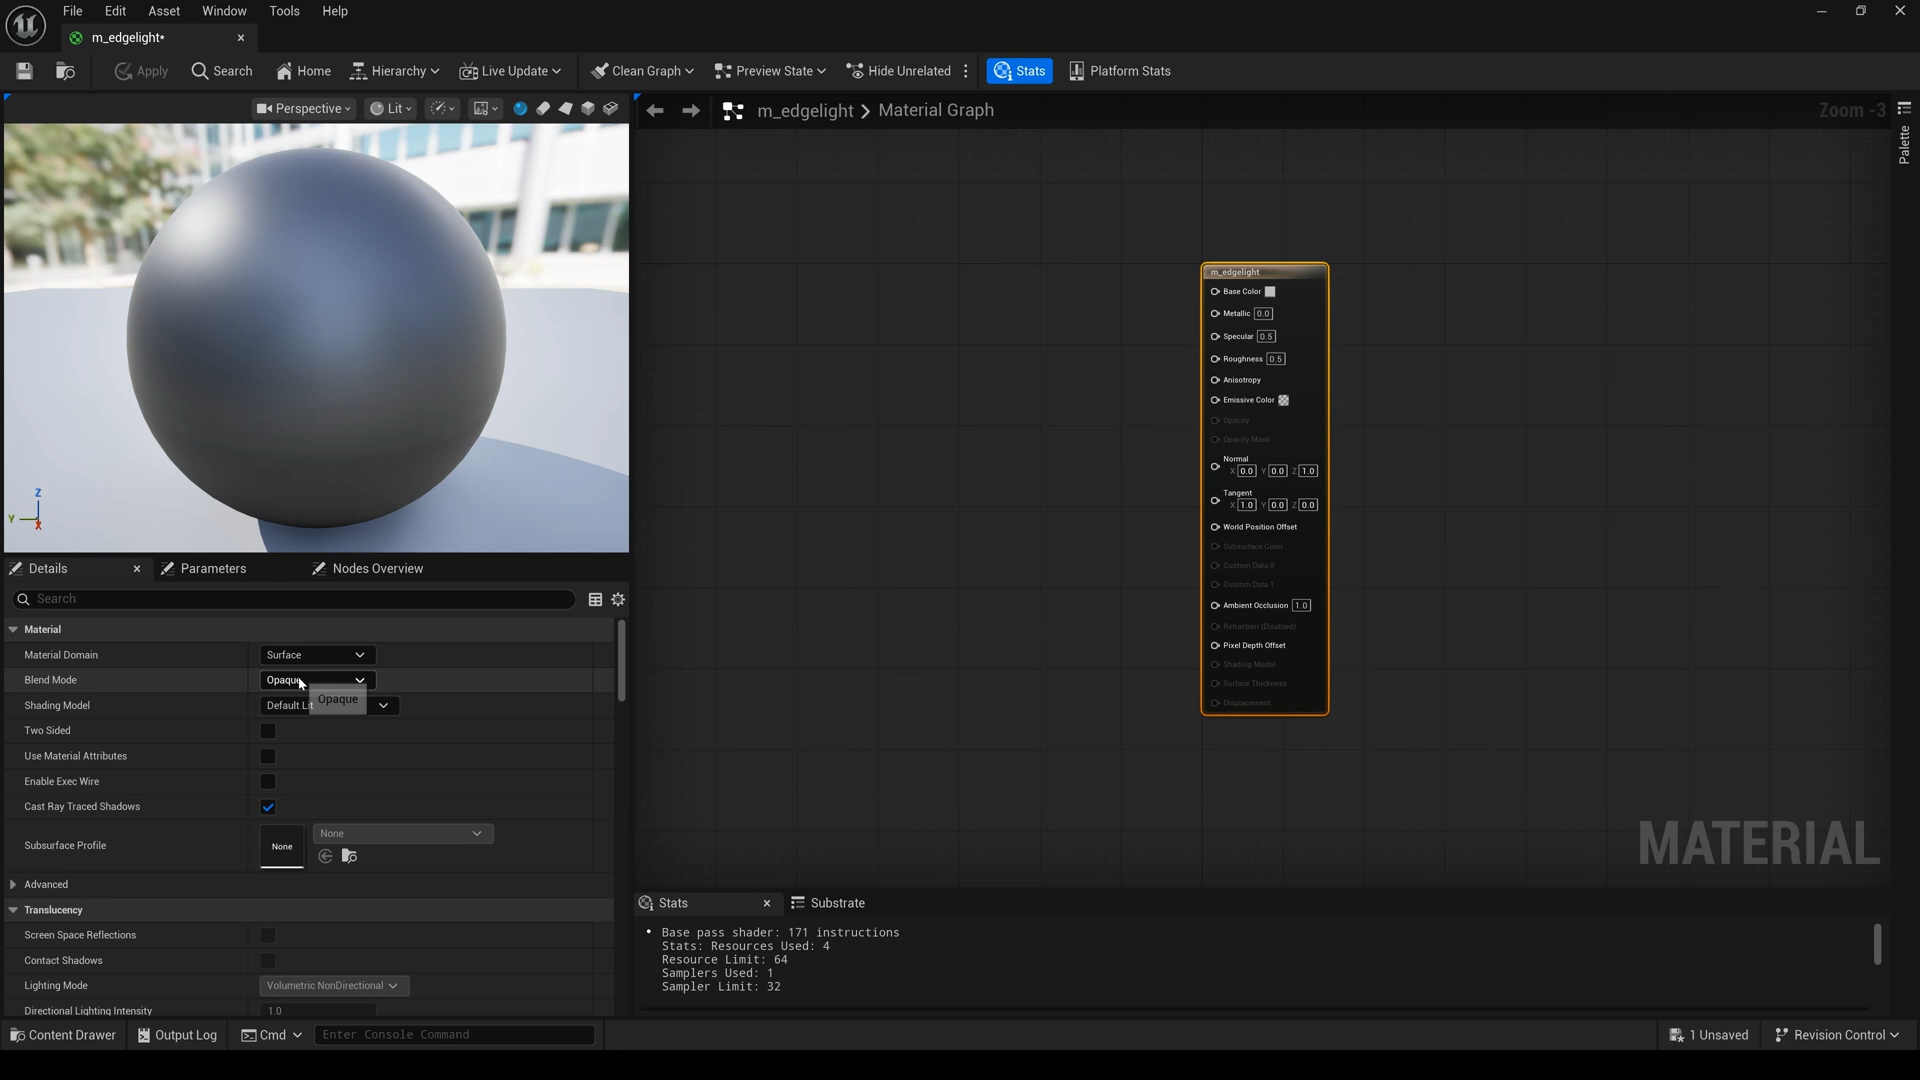 File Edit Asset Window Tools Help
m_edgelight*
Apply Search Home Hierarchy Live Update Clean Graph Preview State Hide Unrelated Stats Platform Stats
Perspective Lit
m_edgelight > Material Graph
Zoom -3
Palette
m_edgelight
Base Color
Metallic 0.0
Specular 0.5
Roughness 0.5
Anisotropy
Emissive Color
Opacity
Opacity Mask
Normal
X 0.0 Y 0.0 Z 1.0
Tangent
X 1.0 Y 0.0 Z 0.0
World Position Offset
Subsurface Color
Custom Data 0
Custom Data 1
Ambient Occlusion 1.0
Refraction (Disabled)
Pixel Depth Offset
Shading Model
Surface Thickness
Displacement
MATERIAL
Z
Y
X
Details Parameters Nodes Overview
Search
Material
Material Domain Surface
Blend Mode Opaque
Opaque
Shading Model Default Lit
Two Sided
Use Material Attributes
Enable Exec Wire
Cast Ray Traced Shadows
Subsurface Profile None None
Advanced
Translucency
Screen Space Reflections
Contact Shadows
Lighting Mode Volumetric NonDirectional
Directional Lighting Intensity 1.0
Stats Substrate
• Base pass shader: 171 instructions
Stats: Resources Used: 4
Resource Limit: 64
Samplers Used: 1
Sampler Limit: 32
Content Drawer Output Log Cmd Enter Console Command 1 Unsaved Revision Control